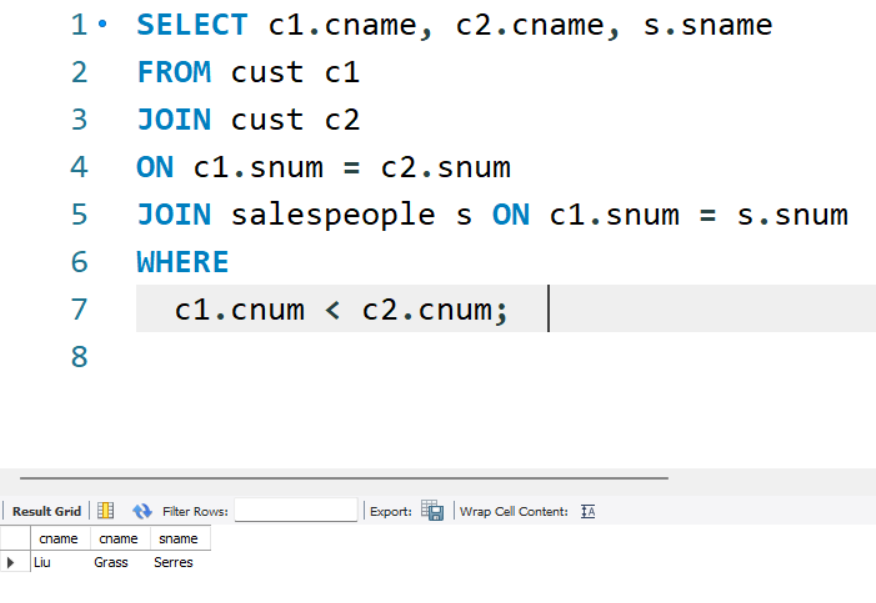 1 SELECT c1.cname, c2.cname, s.sname
2 FROM cust c1
3 JOIN cust c2
4 ON c1.snum = c2.snum
5 JOIN salespeople s ON c1.snum = s.snum
6 WHERE
7 c1.cnum < c2.cnum;
8
Result Grid Filter Rows: Export: Wrap Cell Content: IA
cname cname sname
Liu Grass Serres